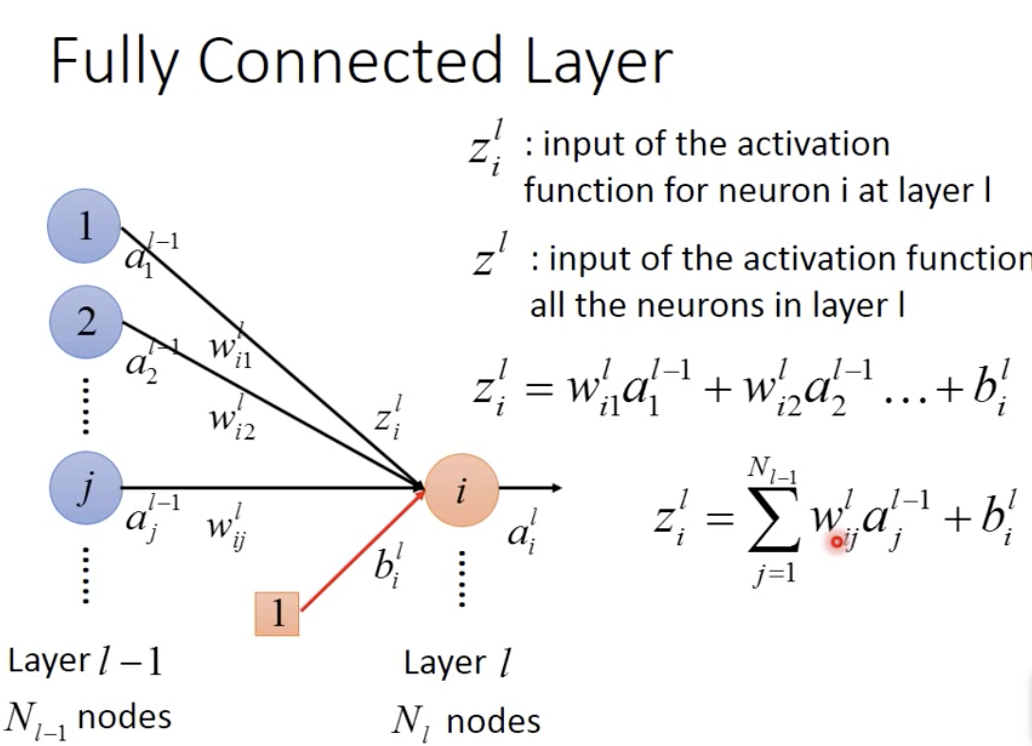 Fully Connected Layer
z_i^l : input of the activation
function for neuron i at layer l
z^l : input of the activation function
all the neurons in layer l
z_i^l = w_{i1}^l a_1^{l-1} + w_{i2}^l a_2^{l-1} ... + b_i^l
z_i^l = \sum_{j=1}^{N_{l-1}} w_{ij}^l a_j^{l-1} + b_i^l
1
a_1^{l-1}
2
a_2^{l-1}
w_{i1}^l
w_{i2}^l
z_i^l
j
a_j^{l-1}
w_{ij}^l
i
a_i^l
b_i^l
1
Layer l – 1
N_{l-1} nodes
Layer l
N_l nodes